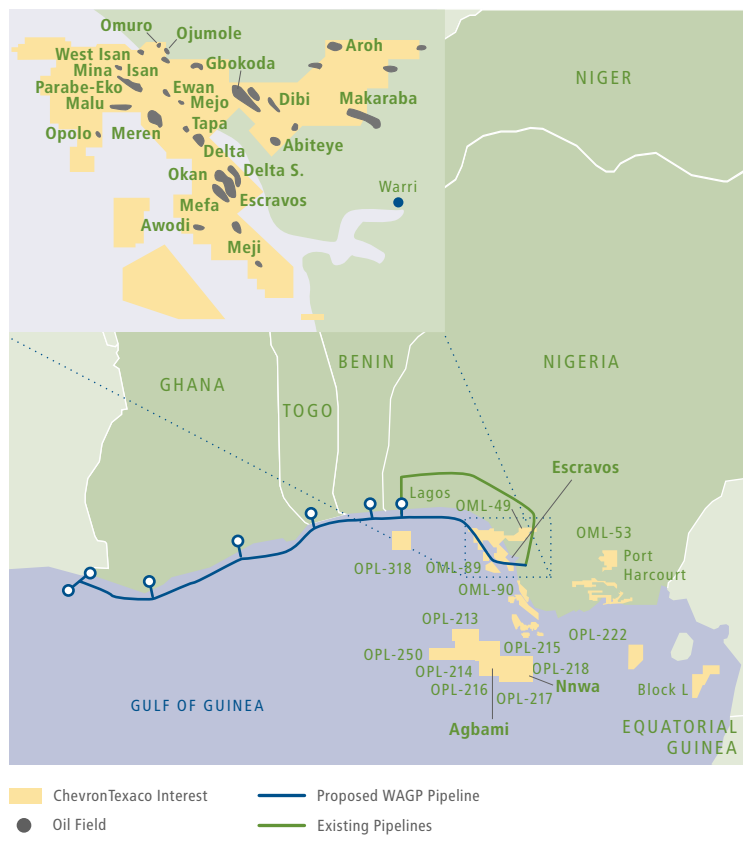 Omuro
Ojumole
West Isan
Aroh
Gbokoda
Mina
Isan
NIGER
Parabe-Eko
Ewan
Malu
Mejo
Dibi
Makaraba
Opolo
Meren
Tapa
Delta
Abiteye
Okan
Delta S.
Warri
Mefa
Escravos
Awodi
Meji
GHANA
BENIN
NIGERIA
TOGO
Escravos
Lagos
OML-49
OML-53
Port
Harcourt
OPL-318
OML-89
OML-90
OPL-213
OPL-222
OPL-250
OPL-215
OPL-214
OPL-218
OPL-216
Nnwa
OPL-217
Block L
GULF OF GUINEA
Agbami
EQUATORIAL
GUINEA
ChevronTexaco Interest
Proposed WAGP Pipeline
Oil Field
Existing Pipelines